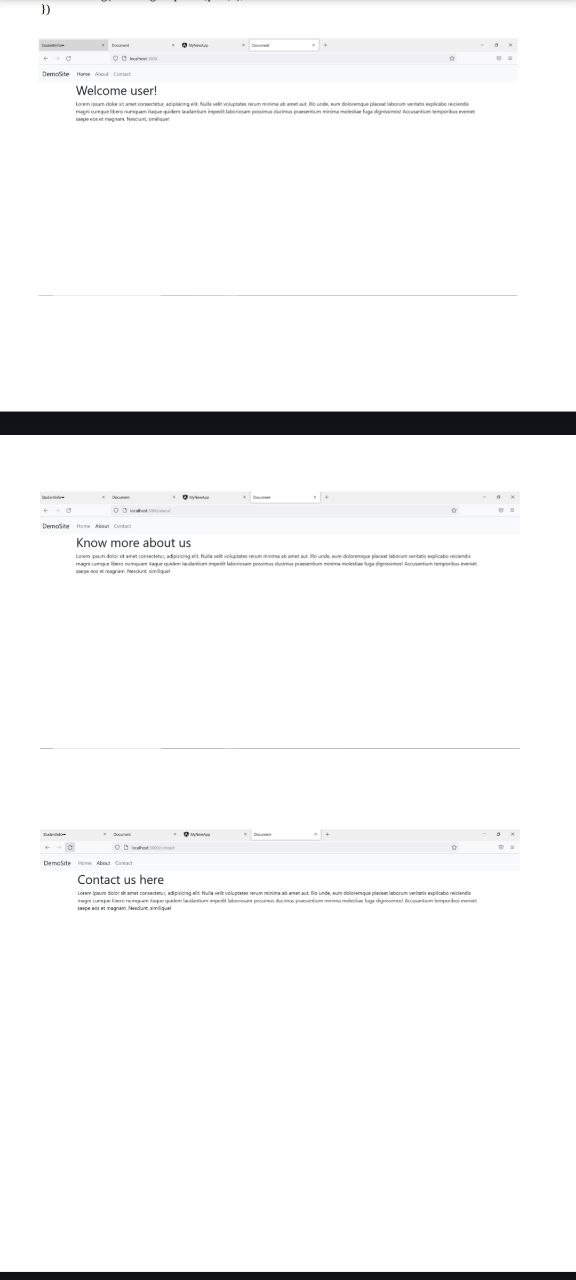 })
StudentInfo Document MyNewApp Document
localhost:3000
DemoSite Home About Contact
Welcome user!
Lorem ipsum dolor sit amet consectetur, adipisicing elit. Nulla velit voluptates rerum minima ab amet aut. Illo unde, eum doloremque placeat laborum veritatis explicabo reiciendis
magni cumque libero numquam itaque quidem laudantium impedit laboriosam possimus ducimus praesentium minima molestiae fuga dignissimos! Accusantium temporibus eveniet
saepe eos et magnam. Nesciunt, similique!
StudentInfo Document MyNewApp Document
localhost:3000/about
DemoSite Home About Contact
Know more about us
Lorem ipsum dolor sit amet consectetur, adipisicing elit. Nulla velit voluptates rerum minima ab amet aut. Illo unde, eum doloremque placeat laborum veritatis explicabo reiciendis
magni cumque libero numquam itaque quidem laudantium impedit laboriosam possimus ducimus praesentium minima molestiae fuga dignissimos! Accusantium temporibus eveniet
saepe eos et magnam. Nesciunt, similique!
StudentInfo Document MyNewApp Document
localhost:3000/contact
DemoSite Home About Contact
Contact us here
Lorem ipsum dolor sit amet consectetur, adipisicing elit. Nulla velit voluptates rerum minima ab amet aut. Illo unde, eum doloremque placeat laborum veritatis explicabo reiciendis
magni cumque libero numquam itaque quidem laudantium impedit laboriosam possimus ducimus praesentium minima molestiae fuga dignissimos! Accusantium temporibus eveniet
saepe eos et magnam. Nesciunt, similique!